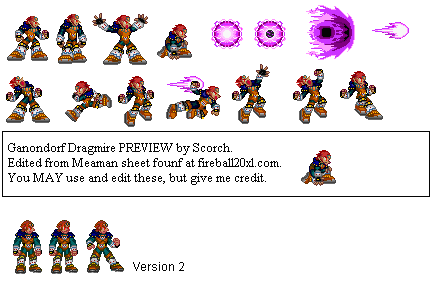 Ganondorf Dragmire PREVIEW by Scorch.
Edited from Meaman sheet founf at fireball20xl.com.
You MAY use and edit these, but give me credit.
Version 2